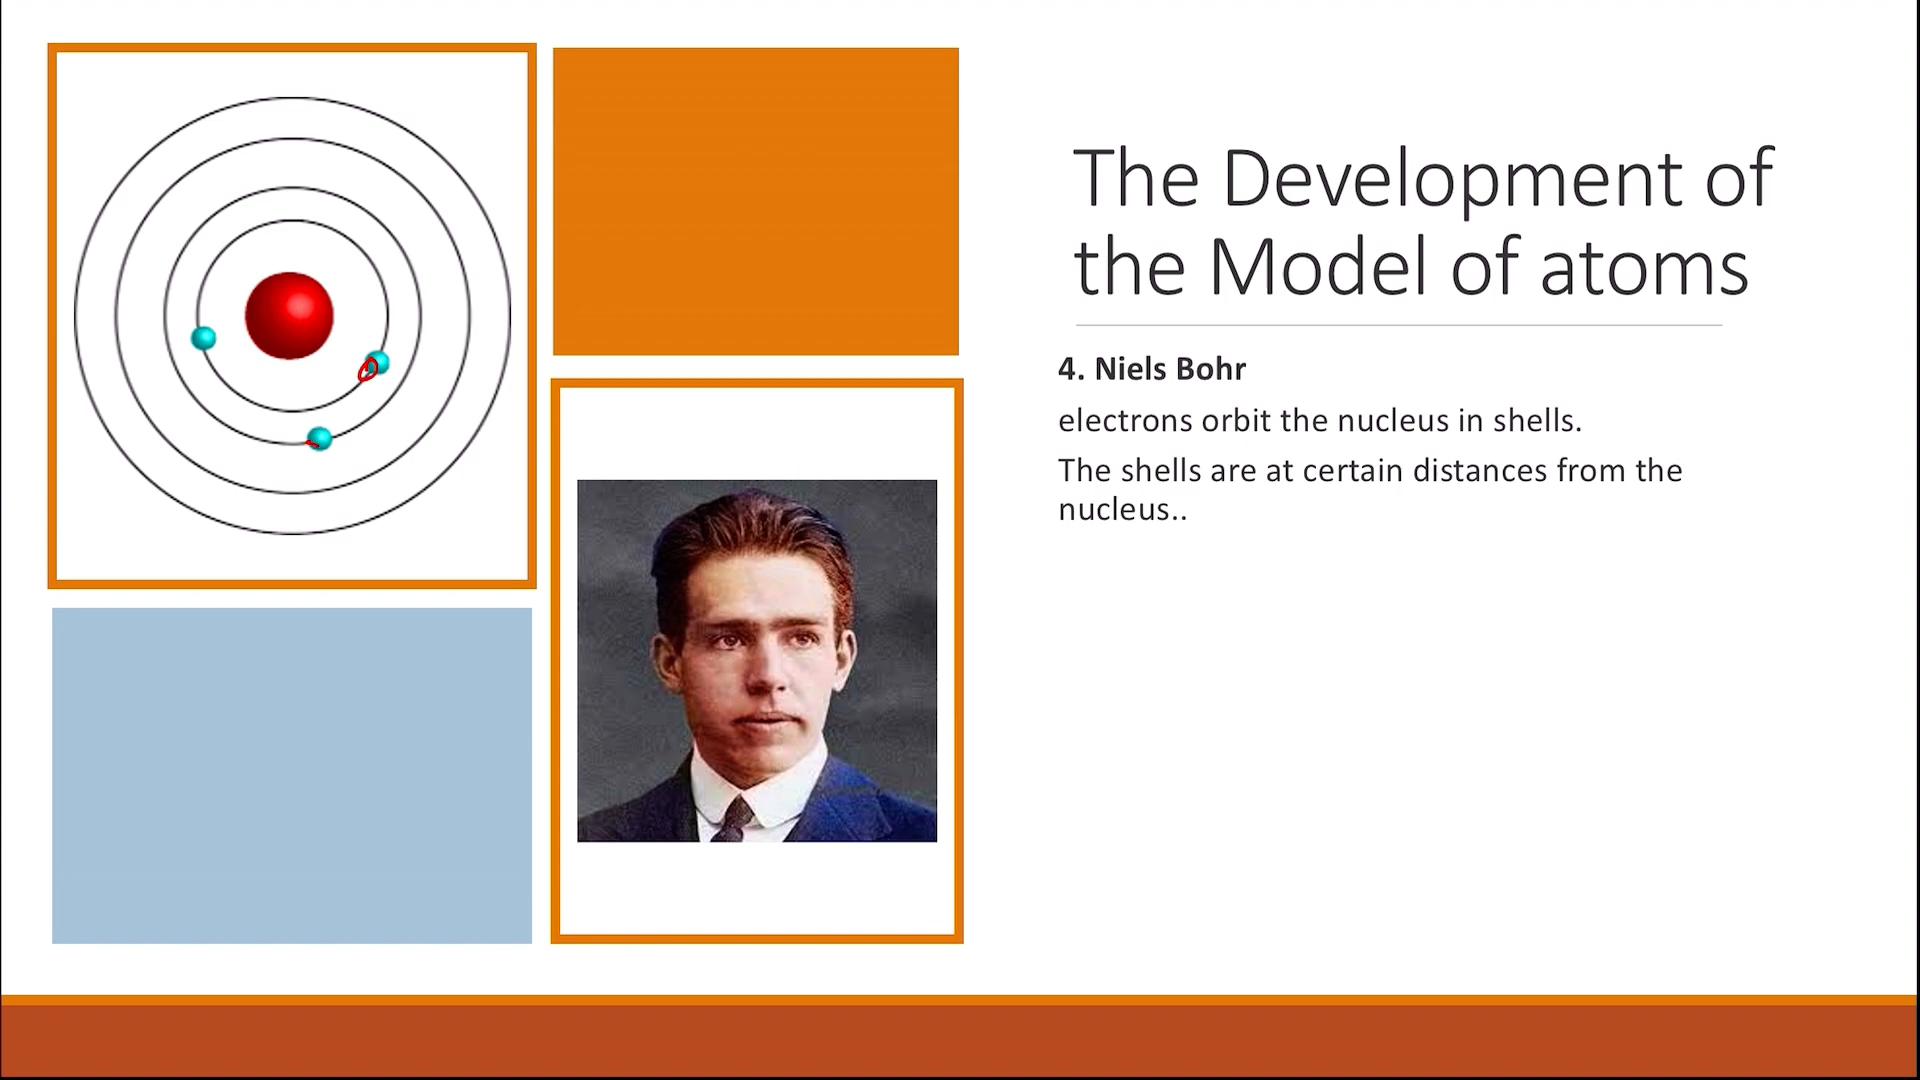 The Development of
the Model of atoms
4. Niels Bohr
electrons orbit the nucleus in shells.
The shells are at certain distances from the
nucleus..